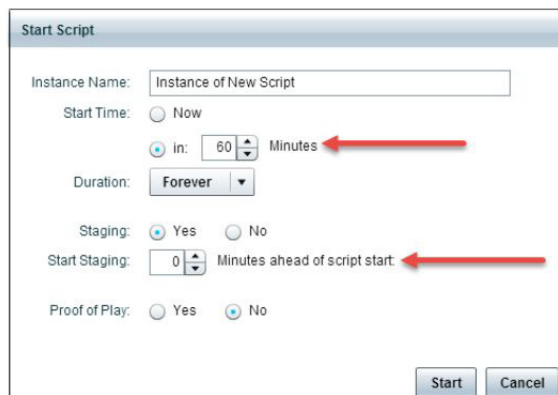 Start Script
Instance Name: Instance of New Script
Start Time: Now
in: 60 Minutes
Duration: Forever
Staging: Yes No
Start Staging: 0 Minutes ahead of script start:
Proof of Play: Yes No
Start Cancel